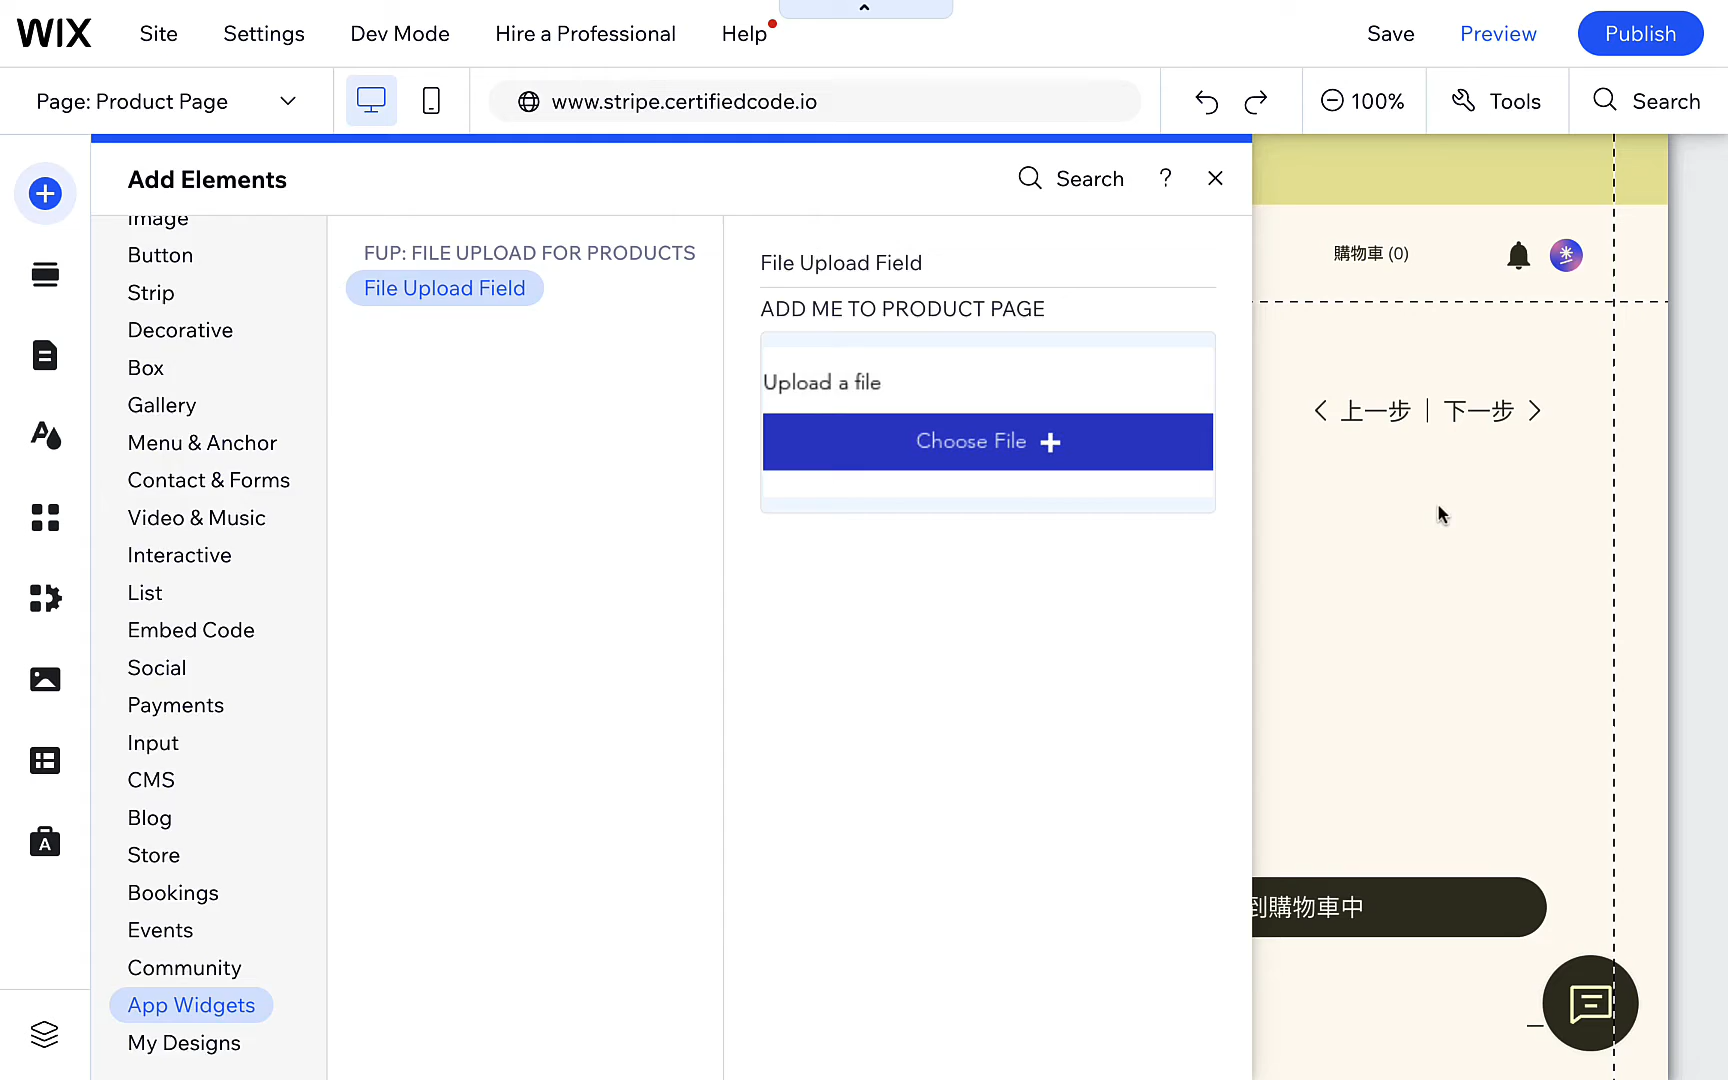 WIX
Site
Settings
Dev Mode
Hire a Professional
Help
Save
Preview
Publish
Page: Product Page
www.stripe.certifiedcode.io
100%
Tools
Search
Add Elements
Search
?
Image
Button
Strip
Decorative
Box
Gallery
Menu & Anchor
Contact & Forms
Video & Music
Interactive
List
Embed Code
Social
Payments
Input
CMS
Blog
Store
Bookings
Events
Community
App Widgets
My Designs
FUP: FILE UPLOAD FOR PRODUCTS
File Upload Field
File Upload Field
ADD ME TO PRODUCT PAGE
Upload a file
Choose File
購物車 (0)
上一步 | 下一步
到購物車中
A